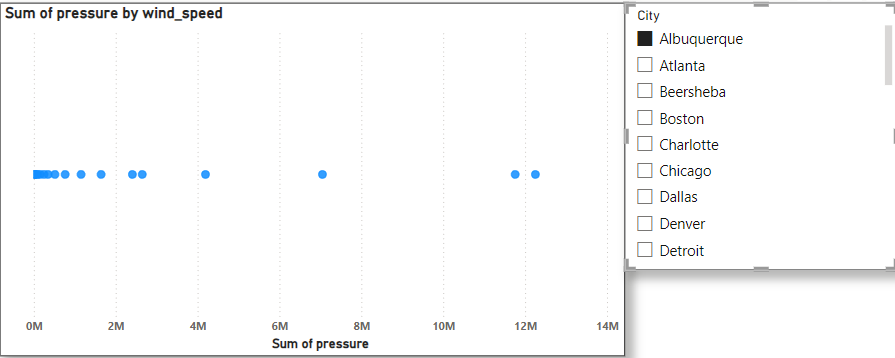 Sum of pressure by wind_speed
0M 2M 4M 6M 8M 10M 12M 14M
Sum of pressure
City
Albuquerque
Atlanta
Beersheba
Boston
Charlotte
Chicago
Dallas
Denver
Detroit